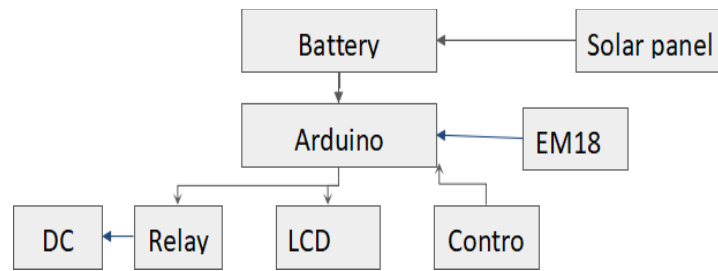 Battery
Solar panel
Arduino
EM18
DC
Relay
LCD
Contro